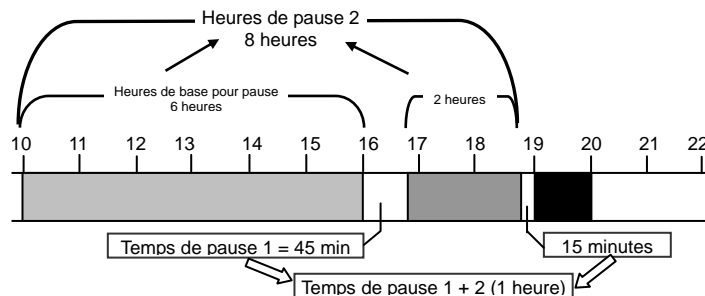 Heures de pause 2
8 heures
Heures de base pour pause
6 heures
2 heures
10 11 12 13 14 15 16 17 18 19 20 21 22
Temps de pause 1 = 45 min
15 minutes
Temps de pause 1 + 2 (1 heure)